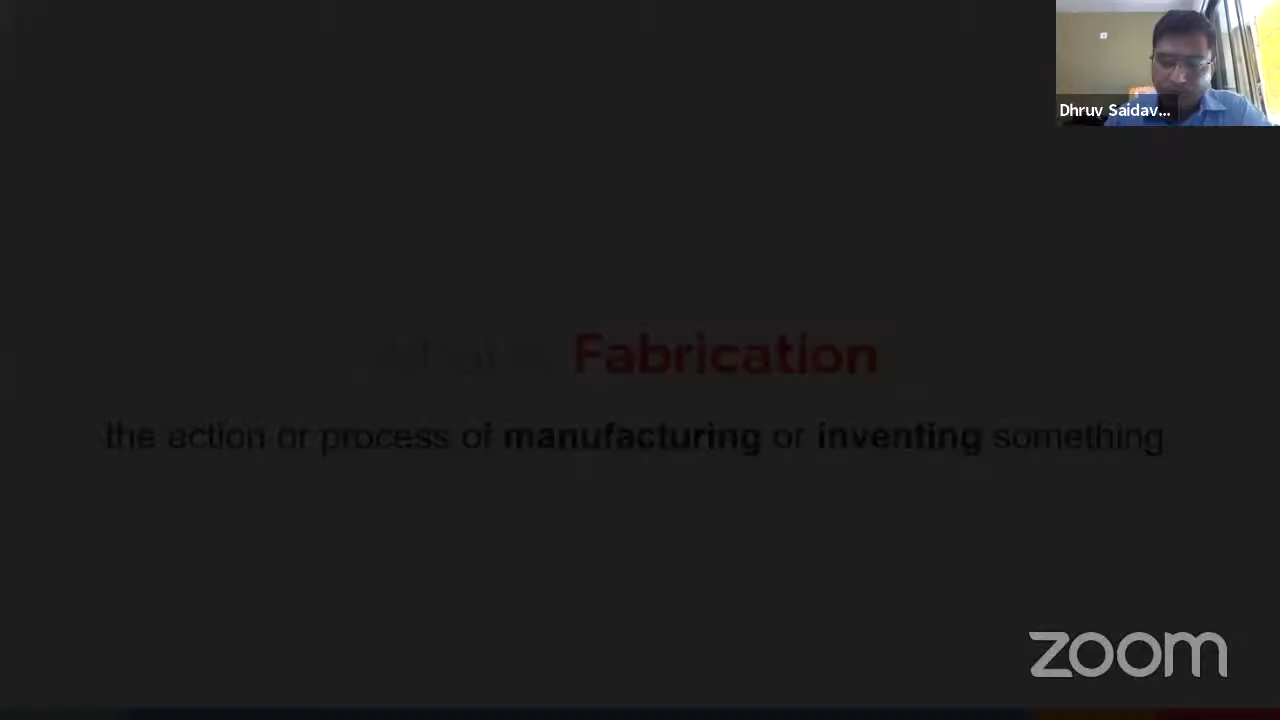 Dhruv Saidav...
Fabrication
the action or process of manufacturing or inventing something
zoom